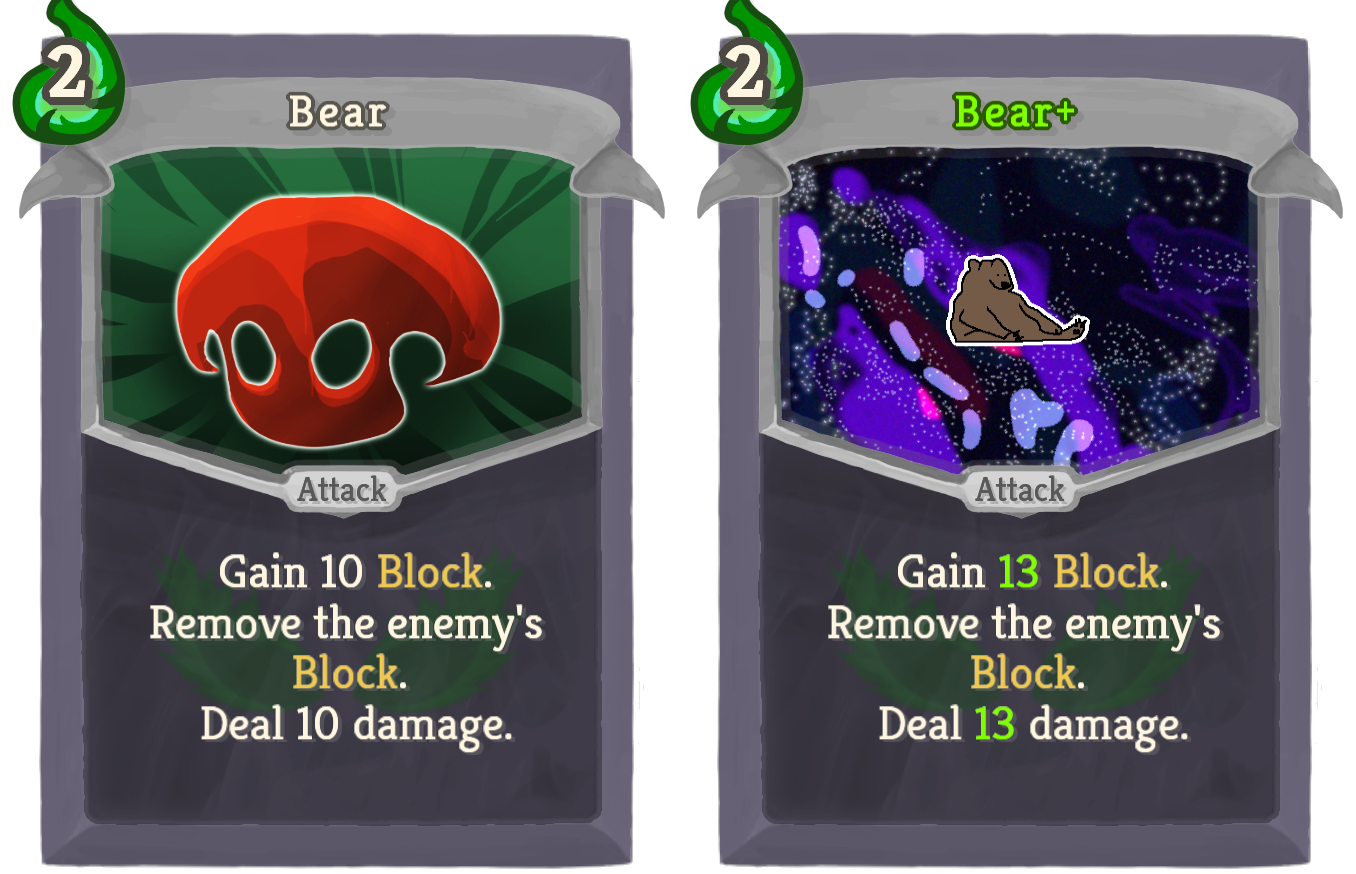 2
Bear
Attack
Gain 10 Block.
Remove the enemy's
Block.
Deal 10 damage.
2
Bear+
Attack
Gain 13 Block.
Remove the enemy's
Block.
Deal 13 damage.